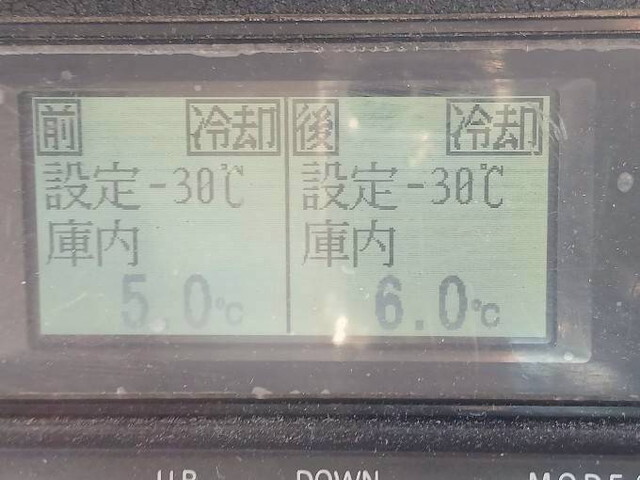 前 冷却 後 冷却
設定-30℃ 設定-30℃
庫内 庫内
5.0℃ 6.0℃
UP DOWN MODE